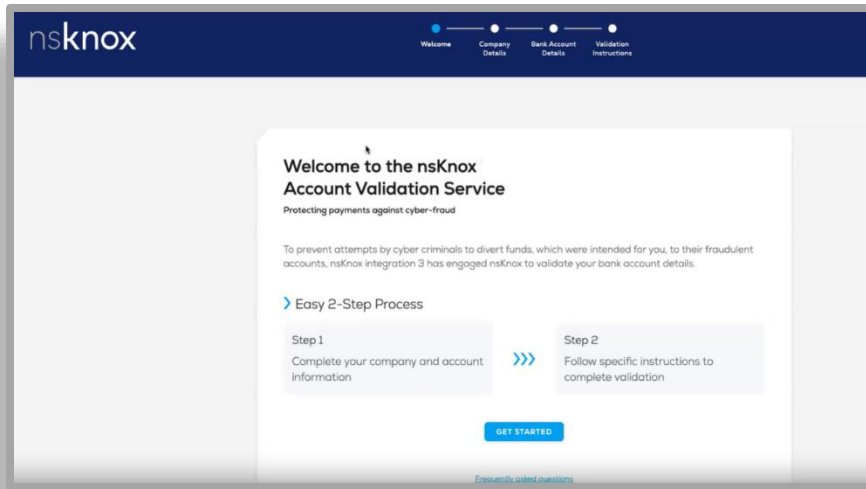 nsknox
Welcome
Company
Details
Bank Account
Details
Validation
Instructions
Welcome to the nsKnox
Account Validation Service
Protecting payments against cyber-fraud
To prevent attempts by cyber criminals to divert funds, which were intended for you, to their fraudulent
accounts, nsKnox integration 3 has engaged nsKnox to validate your bank account details.
Easy 2-Step Process
Step 1
Complete your company and account
information
Step 2
Follow specific instructions to
complete validation
GET STARTED
Frequently asked questions